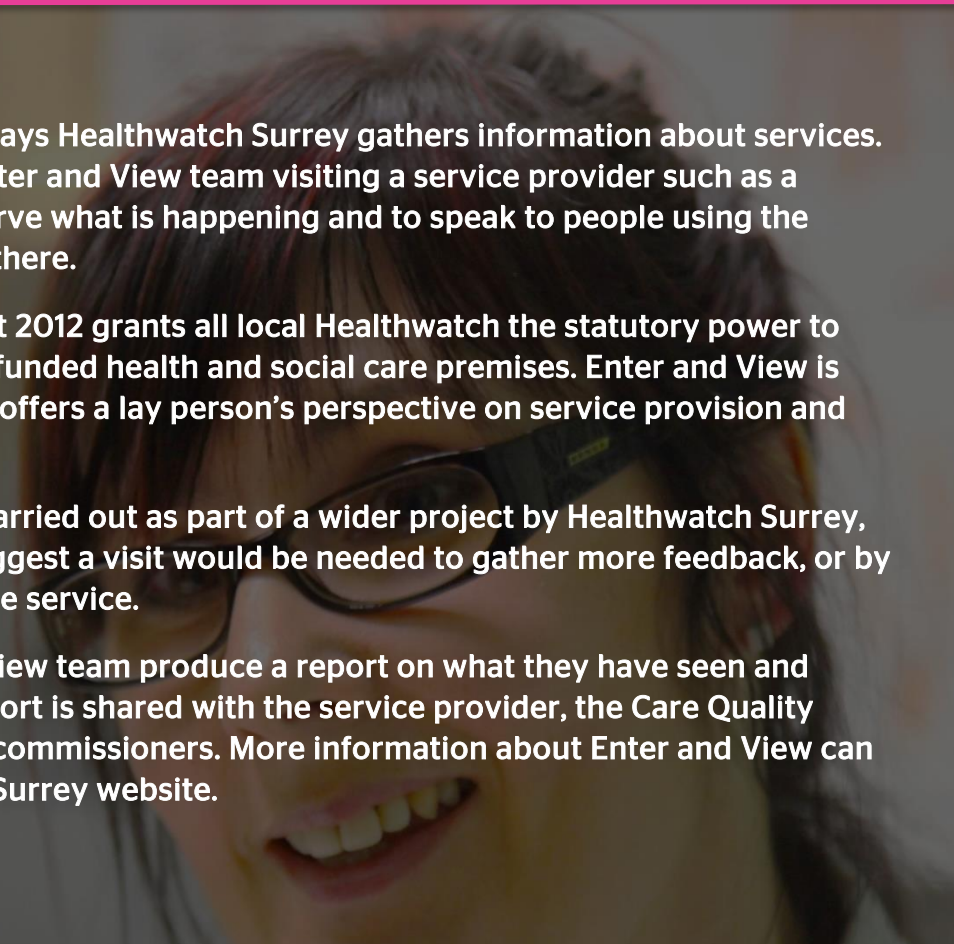 ays Healthwatch Surrey gathers information about services.
ter and View team visiting a service provider such as a
rve what is happening and to speak to people using the
there.
t 2012 grants all local Healthwatch the statutory power to
funded health and social care premises. Enter and View is
offers a lay person’s perspective on service provision and
arried out as part of a wider project by Healthwatch Surrey,
ggest a visit would be needed to gather more feedback, or by
e service.
iew team produce a report on what they have seen and
ort is shared with the service provider, the Care Quality
commissioners. More information about Enter and View can
Surrey website.